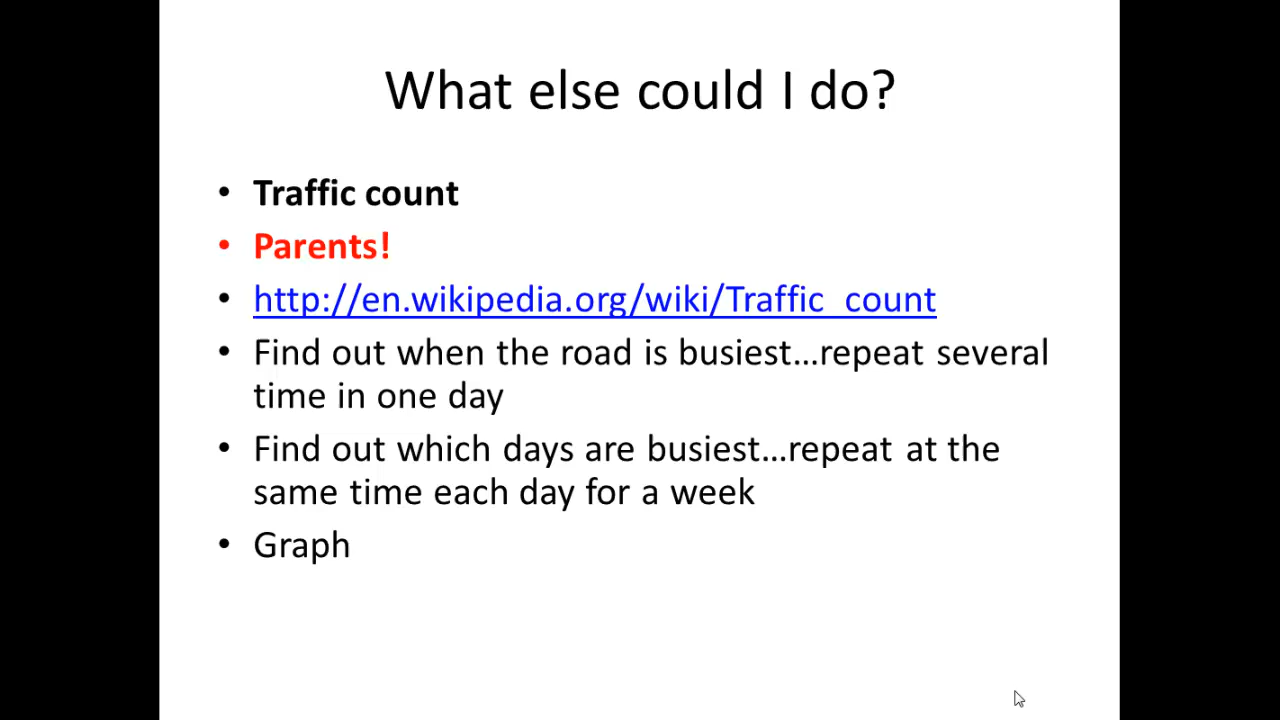 What else could I do?
• Traffic count
• Parents!
• http://en.wikipedia.org/wiki/Traffic_count
• Find out when the road is busiest...repeat several
time in one day
• Find out which days are busiest...repeat at the
same time each day for a week
• Graph